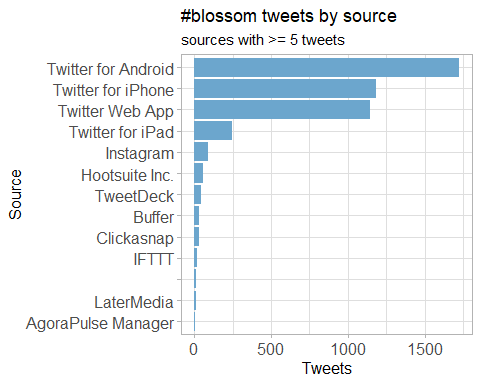 #blossom tweets by source
sources with >= 5 tweets
Twitter for Android
Twitter for iPhone
Twitter Web App
Twitter for iPad
Instagram
Hootsuite Inc.
TweetDeck
Buffer
Clickasnap
IFTTT
LaterMedia
AgoraPulse Manager
Source
0 500 1000 1500
Tweets